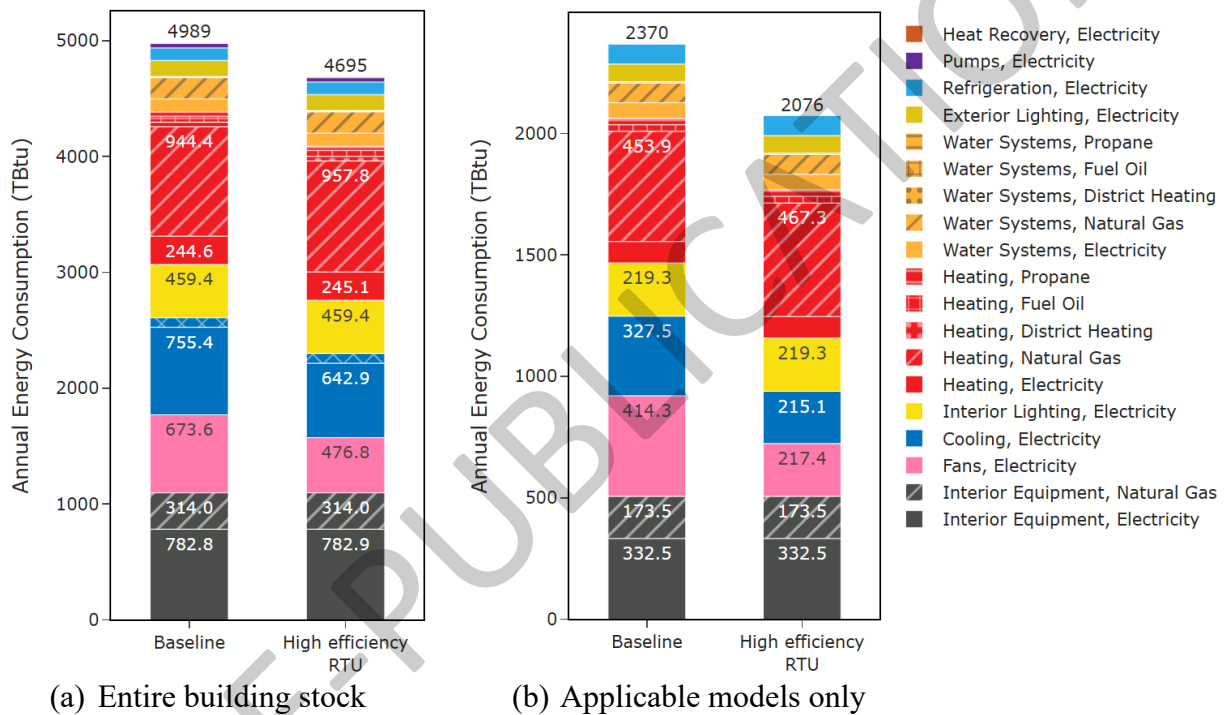 4989
4695
5000
4000
3000
2000
1000
0
Annual Energy Consumption (TBtu)
944.4
244.6
459.4
755.4
673.6
314.0
782.8
957.8
245.1
459.4
642.9
476.8
314.0
782.9
Baseline
High efficiency
RTU
(a) Entire building stock
2370
2076
2000
1500
1000
500
0
Annual Energy Consumption (TBtu)
453.9
219.3
327.5
414.3
173.5
332.5
467.3
219.3
215.1
217.4
173.5
332.5
Baseline
High efficiency
RTU
(b) Applicable models only
Heat Recovery, Electricity
Pumps, Electricity
Refrigeration, Electricity
Exterior Lighting, Electricity
Water Systems, Propane
Water Systems, Fuel Oil
Water Systems, District Heating
Water Systems, Natural Gas
Water Systems, Electricity
Heating, Propane
Heating, Fuel Oil
Heating, District Heating
Heating, Natural Gas
Heating, Electricity
Interior Lighting, Electricity
Cooling, Electricity
Fans, Electricity
Interior Equipment, Natural Gas
Interior Equipment, Electricity
E-PUBLICATION